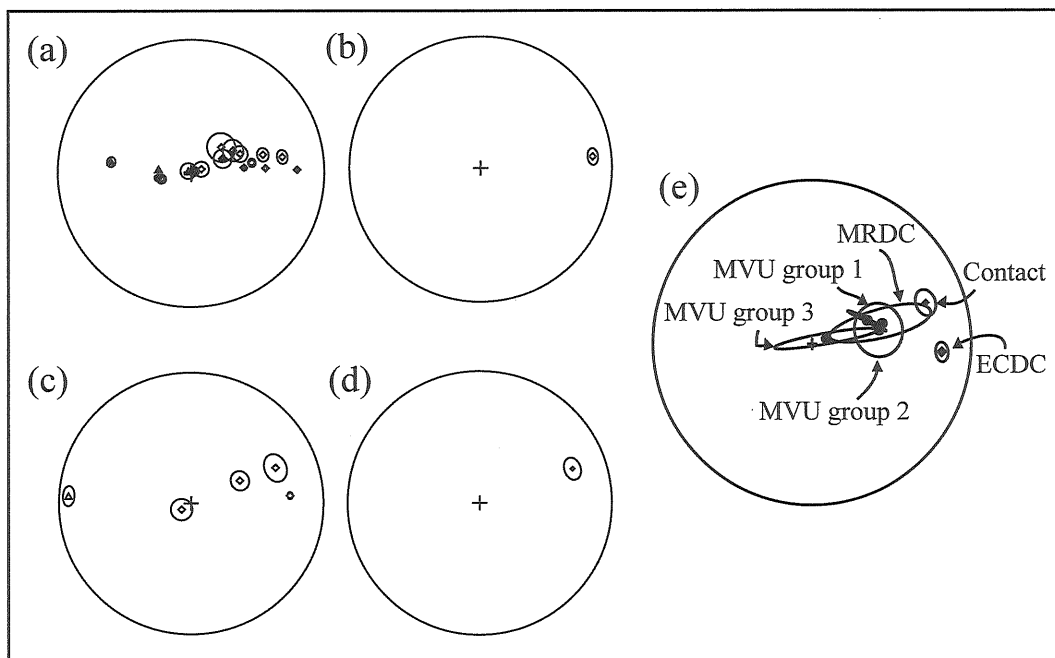 (a)
(b)
(c)
(d)
(e)
MRDC
MVU group 1
Contact
MVU group 3
ECDC
MVU group 2